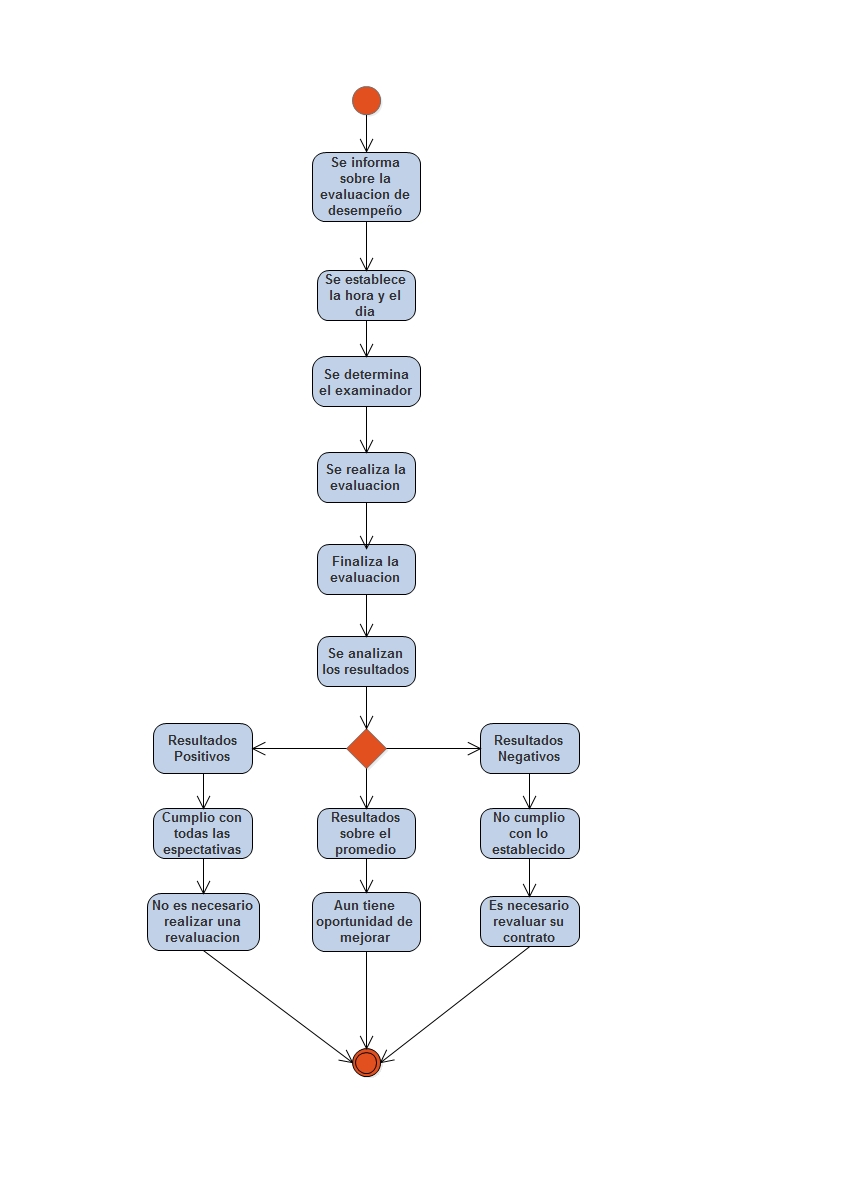 Se informa
sobre la
evaluacion de
desempeño
Se establece
la hora y el
dia
Se determina
el examinador
Se realiza la
evaluacion
Finaliza la
evaluacion
Se analizan
los resultados
Resultados
Positivos
Resultados
Negativos
Cumplio con
todas las
espectativas
Resultados
sobre el
promedio
No cumplio
con lo
establecido
No es necesario
realizar una
revaluacion
Aun tiene
oportunidad de
mejorar
Es necesario
revaluar su
contrato